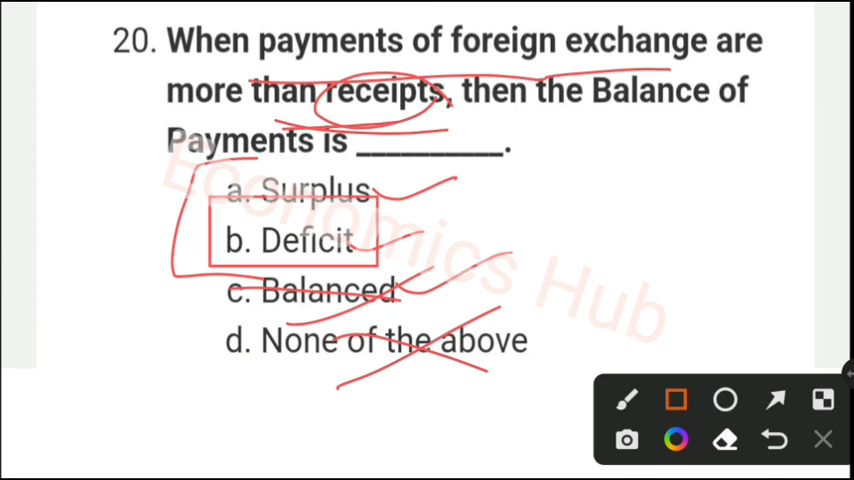 20. When payments of foreign exchange are
more than receipts, then the Balance of
Payments is __________.
a. Surplus
b. Deficit
c. Balanced
d. None of the above
Economics Hub